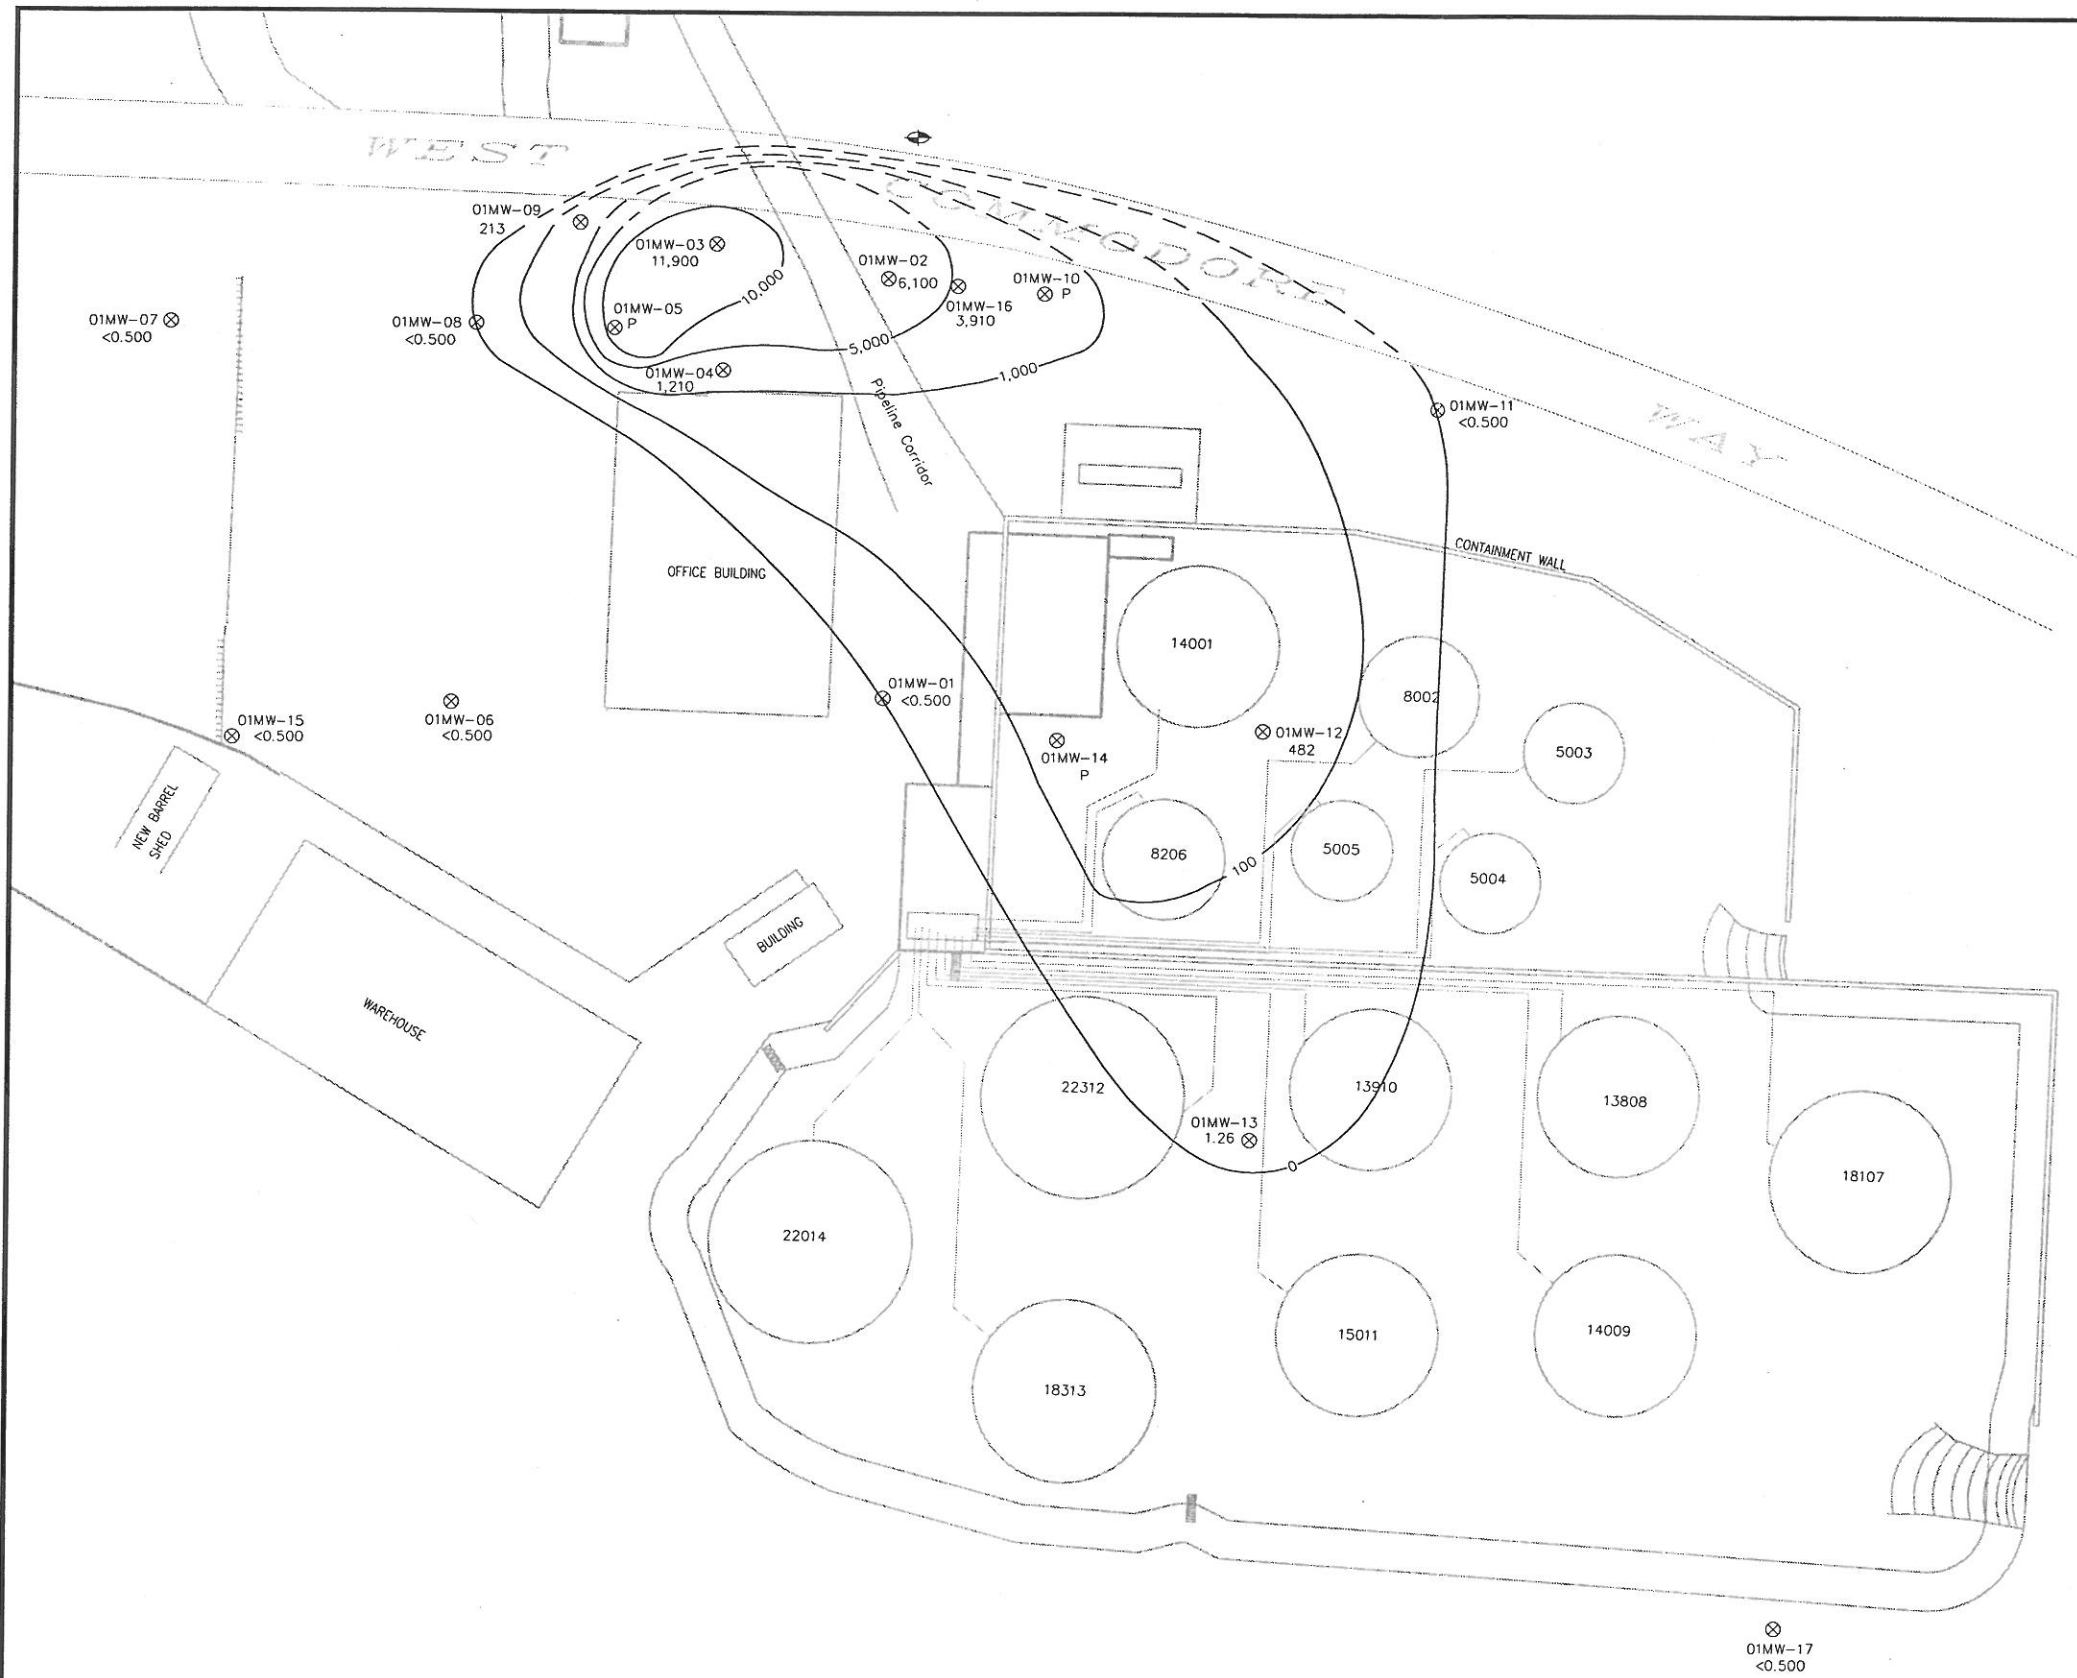 WEST
COMMODORE
WAY
01MW-09
213
01MW-03
11,900
01MW-02
6,100
01MW-10
P
01MW-16
3,910
10,000
01MW-05
P
01MW-07
<0.500
01MW-08
<0.500
5,000
01MW-04
1,210
1,000
Pipeline Corridor
01MW-11
<0.500
CONTAINMENT WALL
OFFICE BUILDING
14001
8002
01MW-01
<0.500
01MW-15
<0.500
01MW-06
<0.500
01MW-12
482
01MW-14
P
5003
NEW BARREL
SHED
8206
100
5005
5004
BUILDING
WAREHOUSE
22312
13910
13808
01MW-13
1.26
0
18107
22014
18313
15011
14009
01MW-17
<0.500